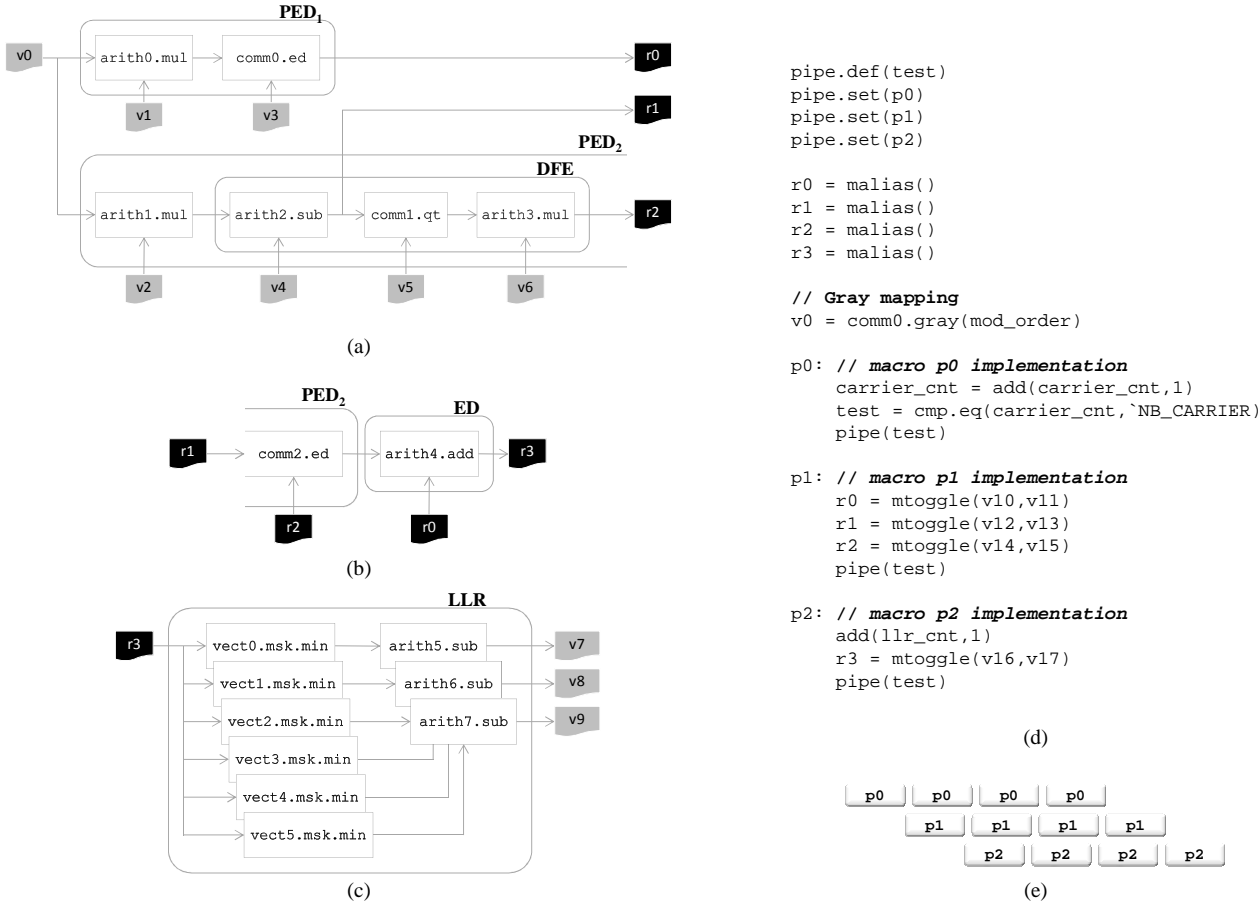 PED1
v0
arith0.mul
comm0.ed
r0
v1
v3
r1
PED2
DFE
arith1.mul
arith2.sub
comm1.qt
arith3.mul
r2
v2
v4
v5
v6
(a)
PED2
ED
r1
comm2.ed
arith4.add
r3
r2
r0
(b)
LLR
r3
vect0.msk.min
arith5.sub
v7
vect1.msk.min
arith6.sub
v8
vect2.msk.min
arith7.sub
v9
vect3.msk.min
vect4.msk.min
vect5.msk.min
(c)
pipe.def(test)
pipe.set(p0)
pipe.set(p1)
pipe.set(p2)
r0 = malias()
r1 = malias()
r2 = malias()
r3 = malias()
// Gray mapping
v0 = comm0.gray(mod_order)
p0: // macro p0 implementation
carrier_cnt = add(carrier_cnt,1)
test = cmp.eq(carrier_cnt,`NB_CARRIER)
pipe(test)
p1: // macro p1 implementation
r0 = mtoggle(v10,v11)
r1 = mtoggle(v12,v13)
r2 = mtoggle(v14,v15)
pipe(test)
p2: // macro p2 implementation
add(llr_cnt,1)
r3 = mtoggle(v16,v17)
pipe(test)
(d)
p0 p0 p0 p0
p1 p1 p1 p1
p2 p2 p2 p2
(e)